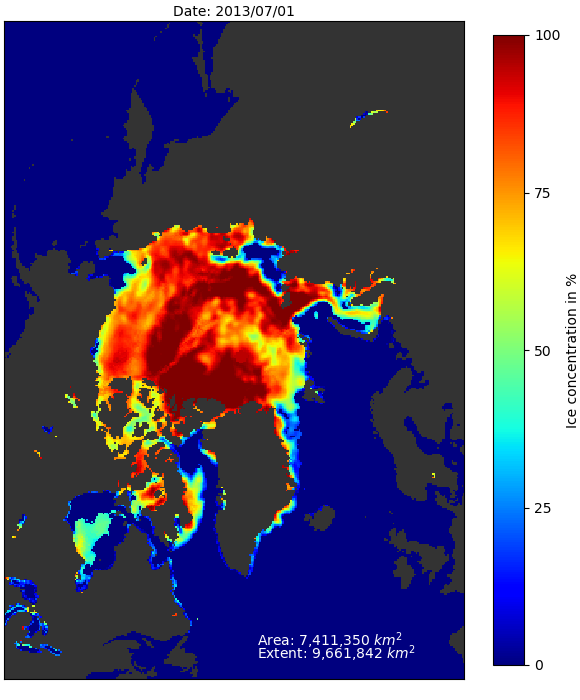 Date: 2013/07/01
100
75
50
25
0
Ice concentration in %
Area: 7,411,350 km²
Extent: 9,661,842 km²